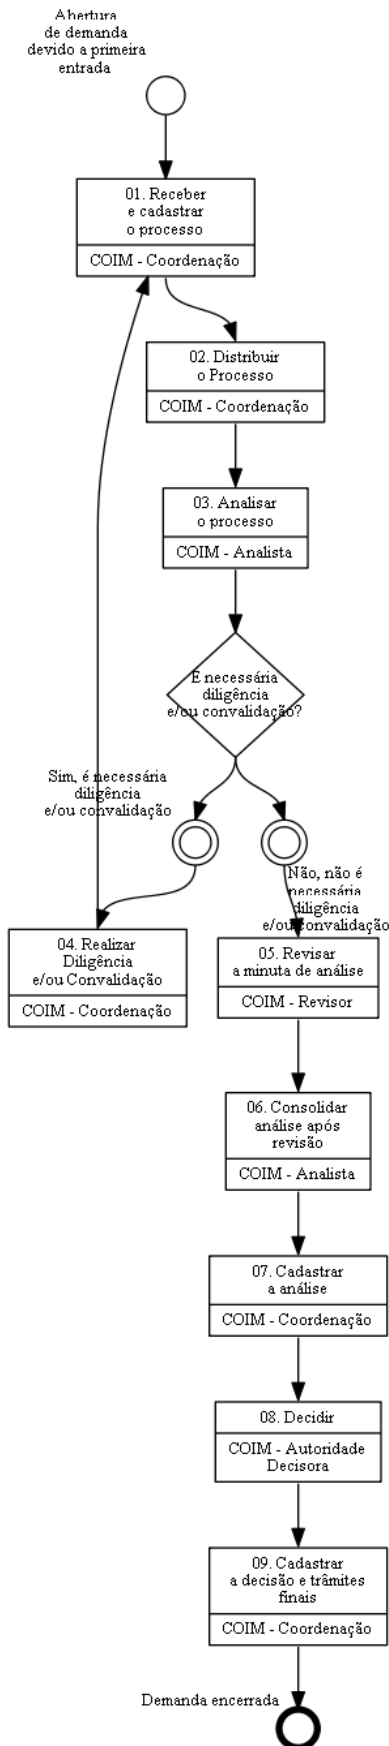 Abertura
de demanda
devido a primeira
entrada
01. Receber
e cadastrar
o processo
COIM - Coordenação
02. Distribuir
o Processo
COIM - Coordenação
03. Analisar
o processo
COIM - Analista
É necessária
diligência
e/ou convalidação?
Sim, é necessária
diligência
e/ou convalidação
Não, não é
necessária
diligência
e/ou convalidação
04. Realizar
Diligência
e/ou Convalidação
COIM - Coordenação
05. Revisar
a minuta de análise
COIM - Revisor
06. Consolidar
análise após
revisão
COIM - Analista
07. Cadastrar
a análise
COIM - Coordenação
08. Decidir
COIM - Autoridade
Decisora
09. Cadastrar
a decisão e trâmites
finais
COIM - Coordenação
Demanda encerrada